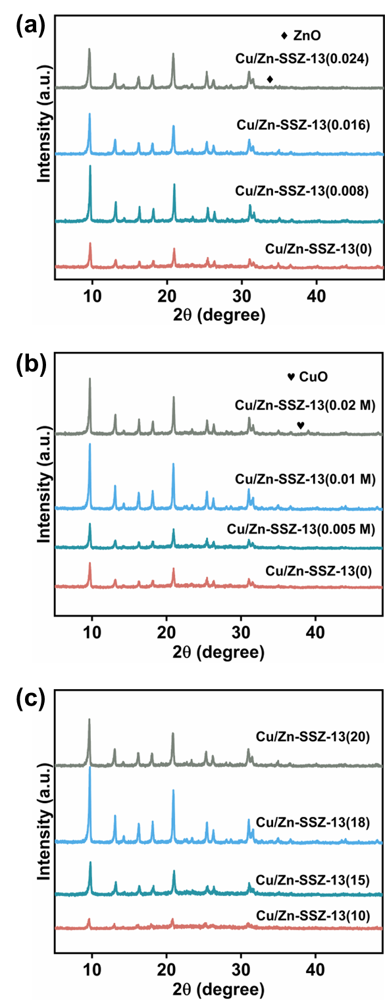 (a)
♦ ZnO
Cu/Zn-SSZ-13(0.024)
♦
Cu/Zn-SSZ-13(0.016)
Cu/Zn-SSZ-13(0.008)
Cu/Zn-SSZ-13(0)
Intensity (a.u.)
10 20 30 40
2θ (degree)
(b)
♥ CuO
Cu/Zn-SSZ-13(0.02 M)
♥
Cu/Zn-SSZ-13(0.01 M)
Cu/Zn-SSZ-13(0.005 M)
Cu/Zn-SSZ-13(0)
Intensity (a.u.)
10 20 30 40
2θ (degree)
(c)
Cu/Zn-SSZ-13(20)
Cu/Zn-SSZ-13(18)
Cu/Zn-SSZ-13(15)
Cu/Zn-SSZ-13(10)
Intensity (a.u.)
10 20 30 40
2θ (degree)